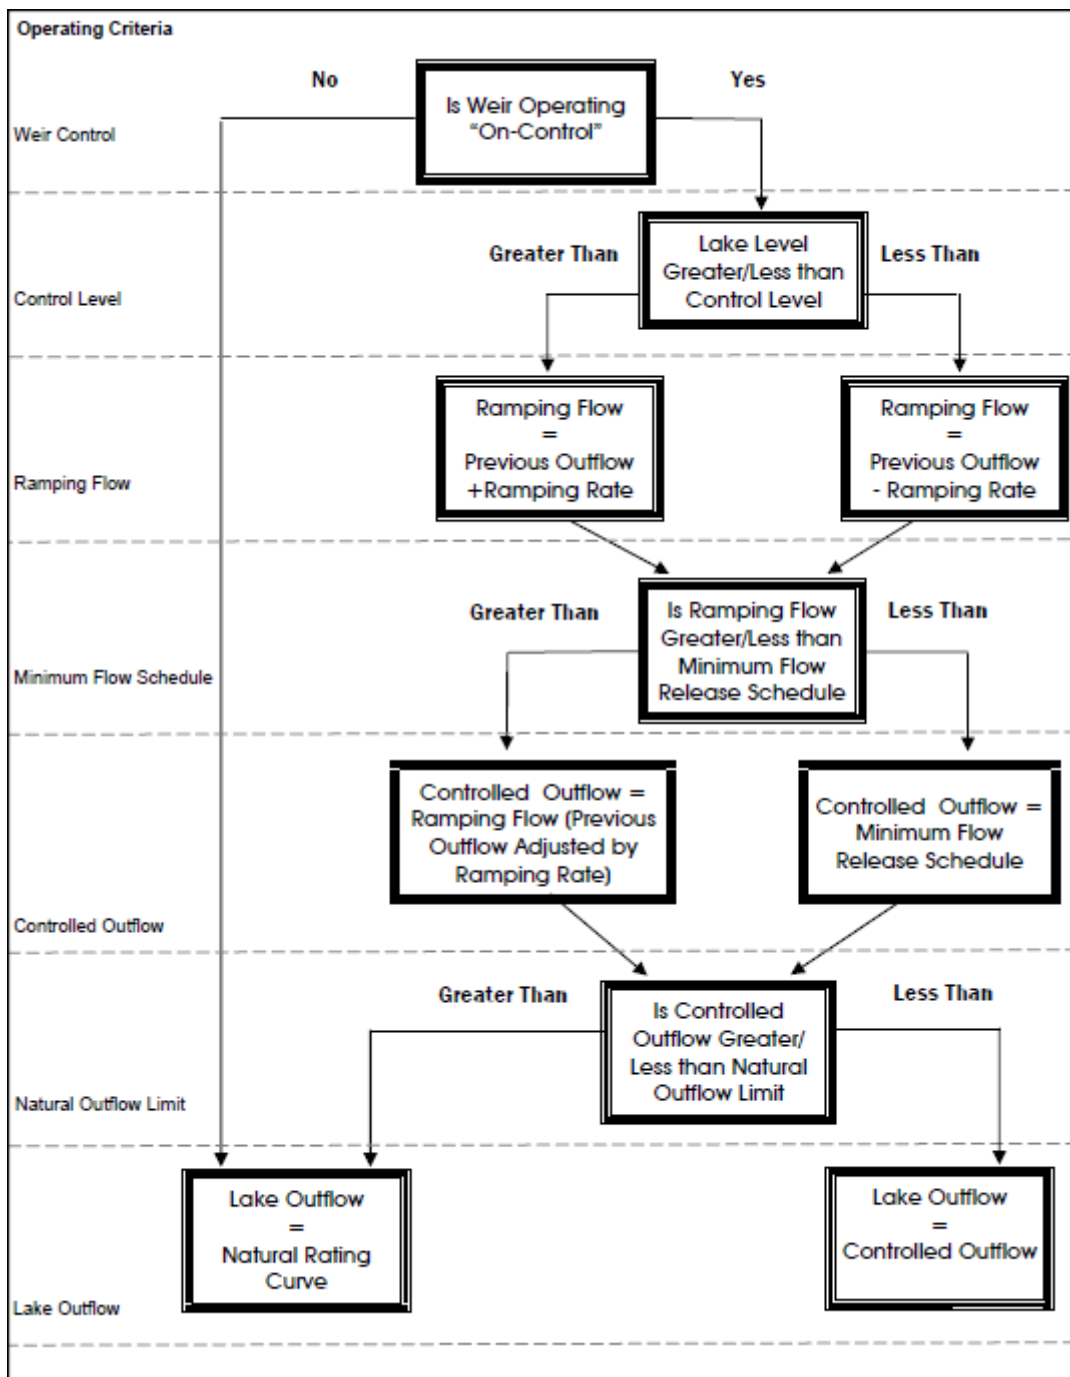 Operating Criteria
No
Yes
Is Weir Operating
"On-Control"
Weir Control
Greater Than
Less Than
Lake Level
Greater/Less than
Control Level
Control Level
Ramping Flow
=
Previous Outflow
+Ramping Rate
Ramping Flow
=
Previous Outflow
- Ramping Rate
Ramping Flow
Greater Than
Less Than
Is Ramping Flow
Greater/Less than
Minimum Flow
Release Schedule
Minimum Flow Schedule
Controlled Outflow =
Ramping Flow (Previous
Outflow Adjusted by
Ramping Rate)
Controlled Outflow =
Minimum Flow
Release Schedule
Controlled Outflow
Greater Than
Less Than
Is Controlled
Outflow Greater/
Less than Natural
Outflow Limit
Natural Outflow Limit
Lake Outflow
=
Natural Rating
Curve
Lake Outflow
=
Controlled Outflow
Lake Outflow